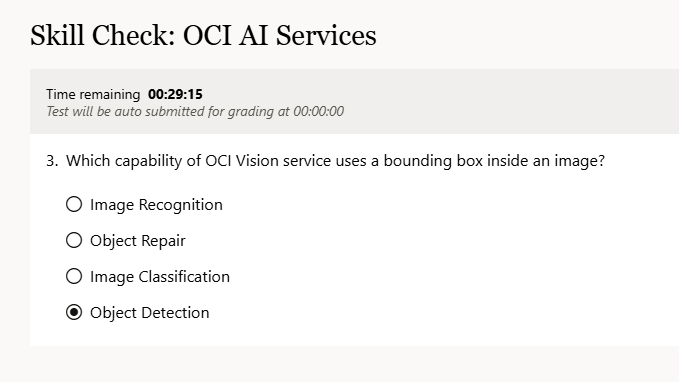 Skill Check: OCI AI Services
Time remaining 00:29:15
Test will be auto submitted for grading at 00:00:00
3. Which capability of OCI Vision service uses a bounding box inside an image?
Image Recognition
Object Repair
Image Classification
Object Detection